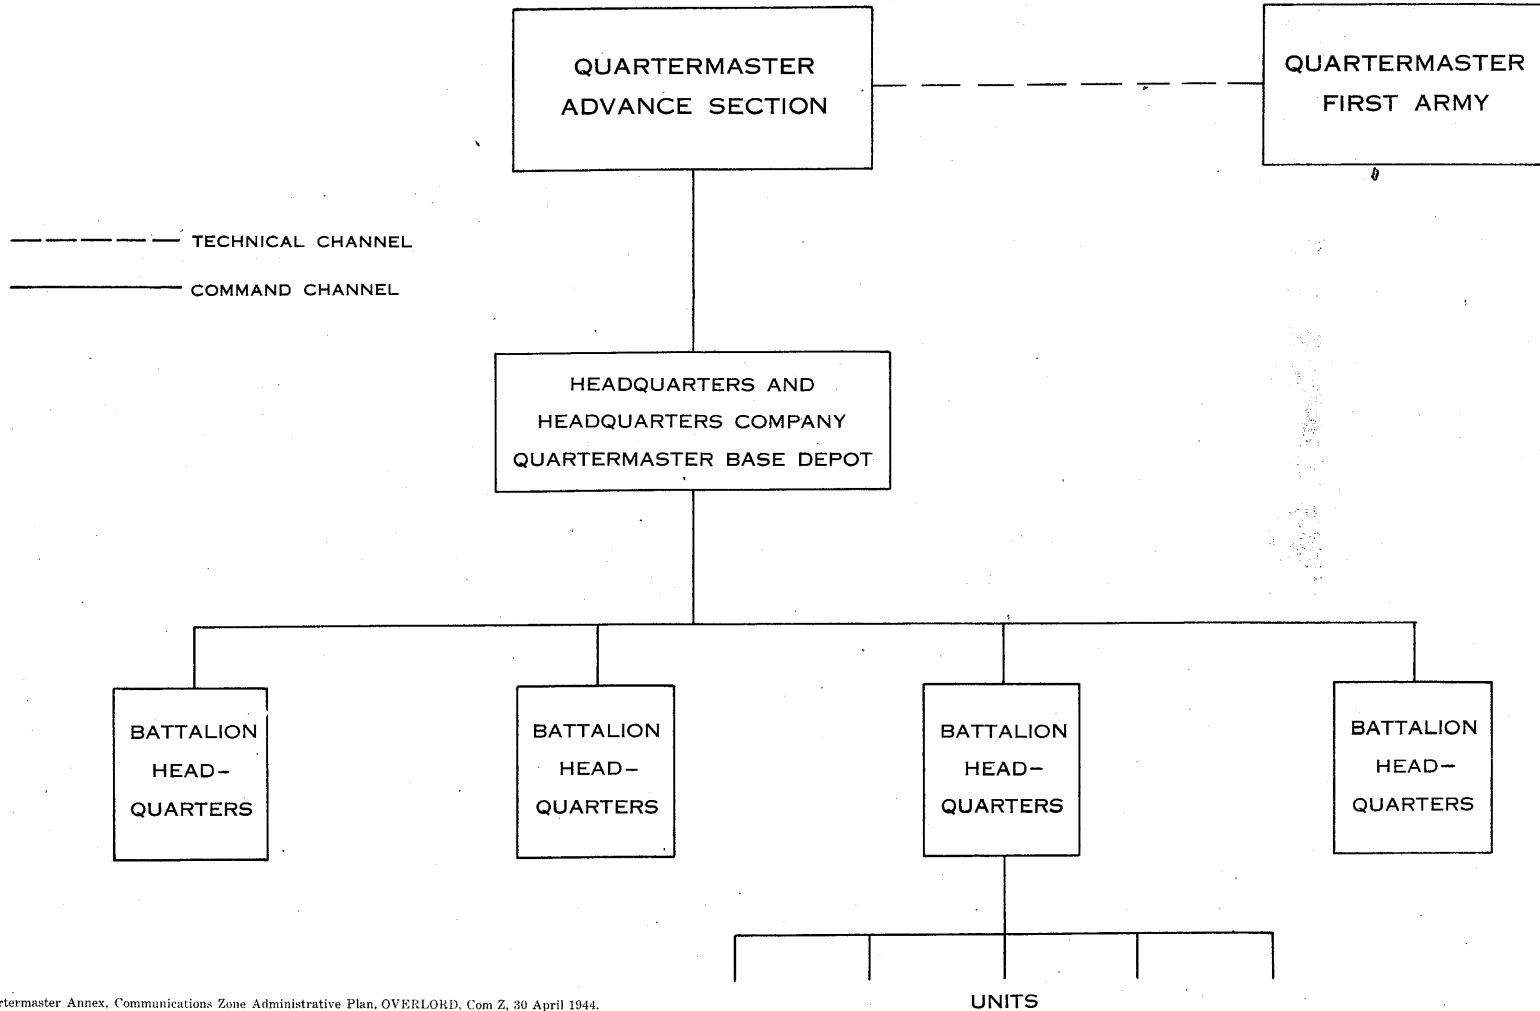 QUARTERMASTER
ADVANCE SECTION
QUARTERMASTER
FIRST ARMY
TECHNICAL CHANNEL
COMMAND CHANNEL
HEADQUARTERS AND
HEADQUARTERS COMPANY
QUARTERMASTER BASE DEPOT
BATTALION
HEAD-
QUARTERS
BATTALION
HEAD-
QUARTERS
BATTALION
HEAD-
QUARTERS
BATTALION
HEAD-
QUARTERS
UNITS
rtermaster Annex, Communications Zone Administrative Plan, OVERLORD, Com Z, 30 April 1944.